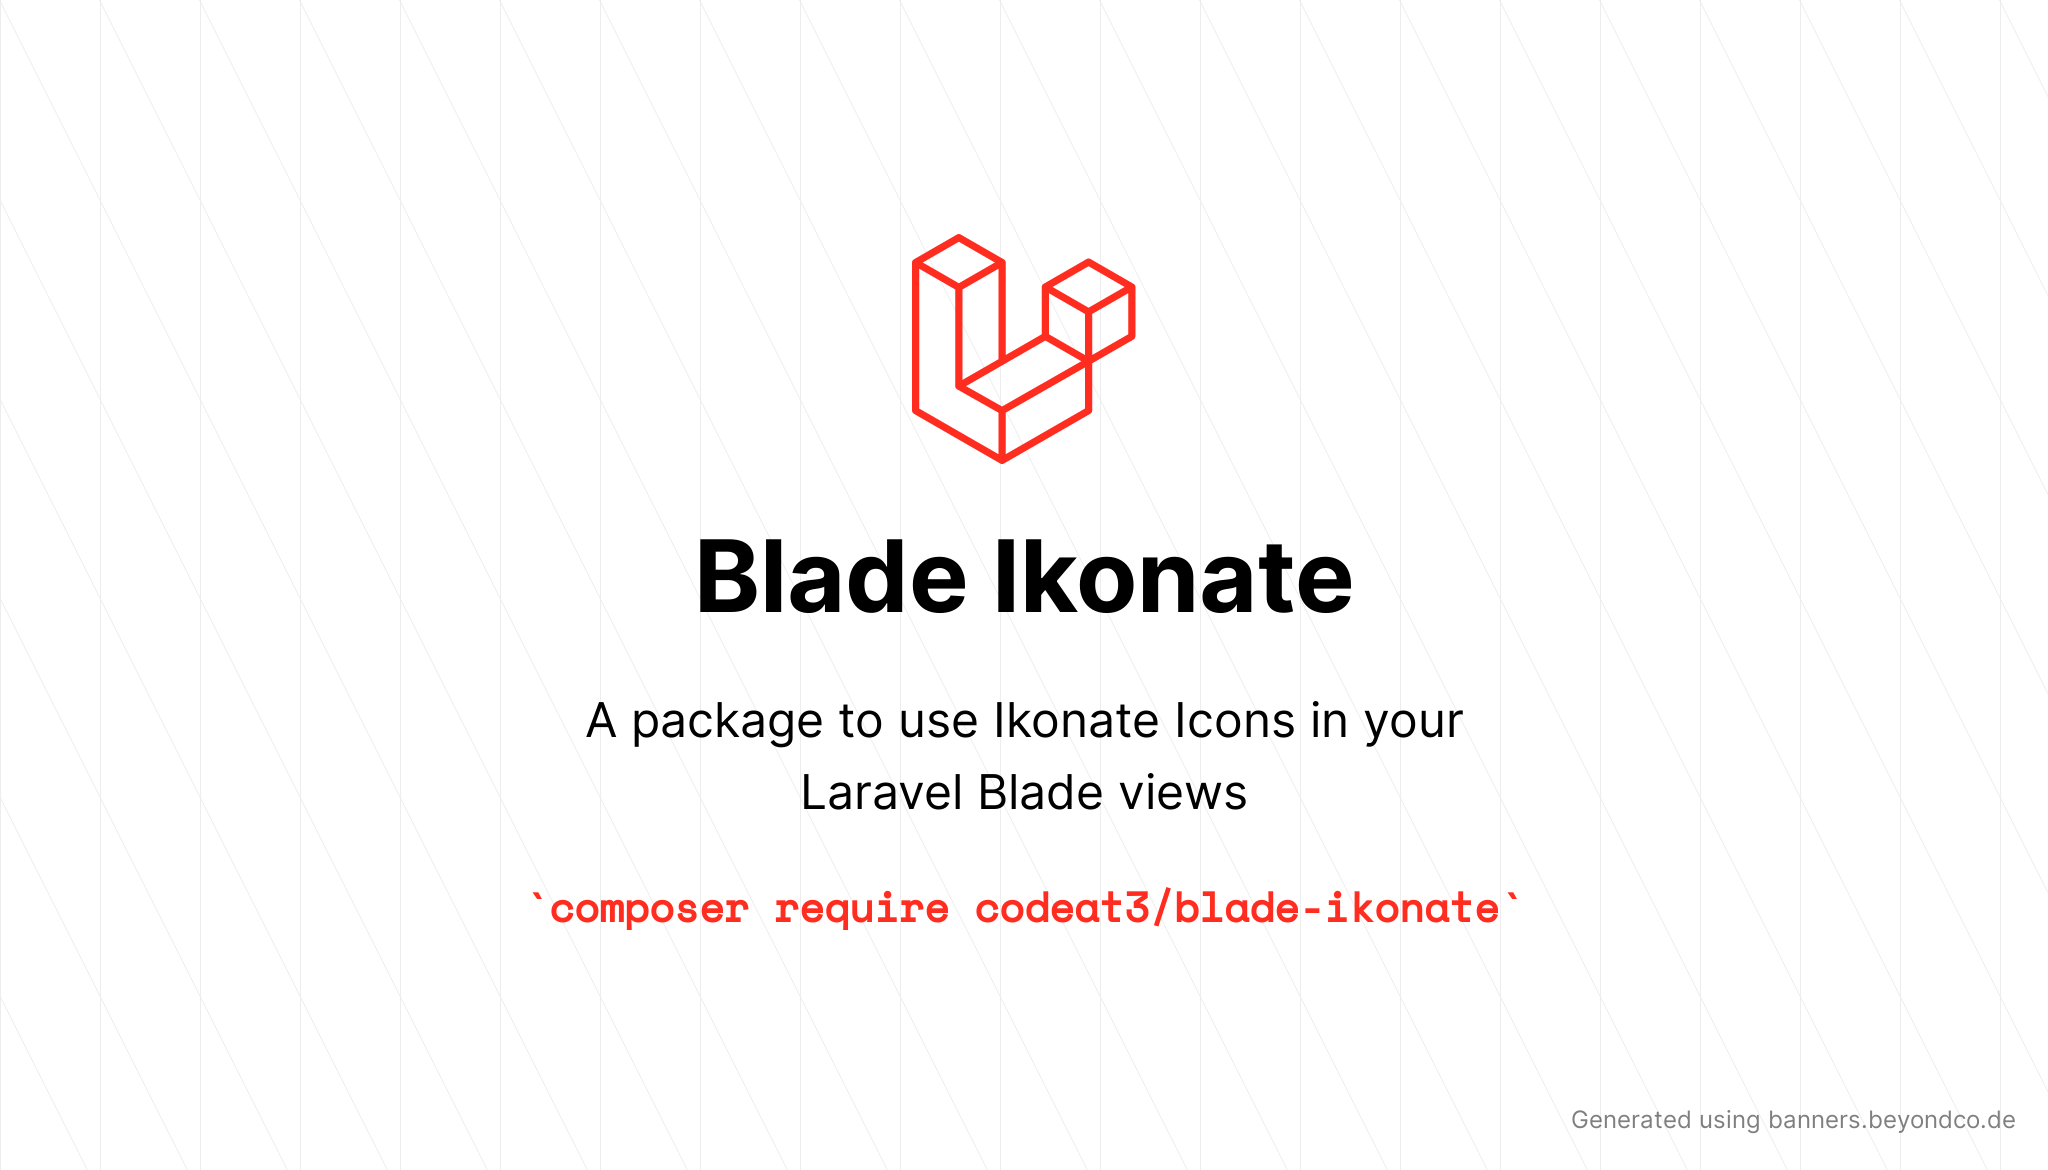 Blade Ikonate
A package to use Ikonate Icons in your
Laravel Blade views
`composer require codeat3/blade-ikonate`
Generated using banners.beyondco.de